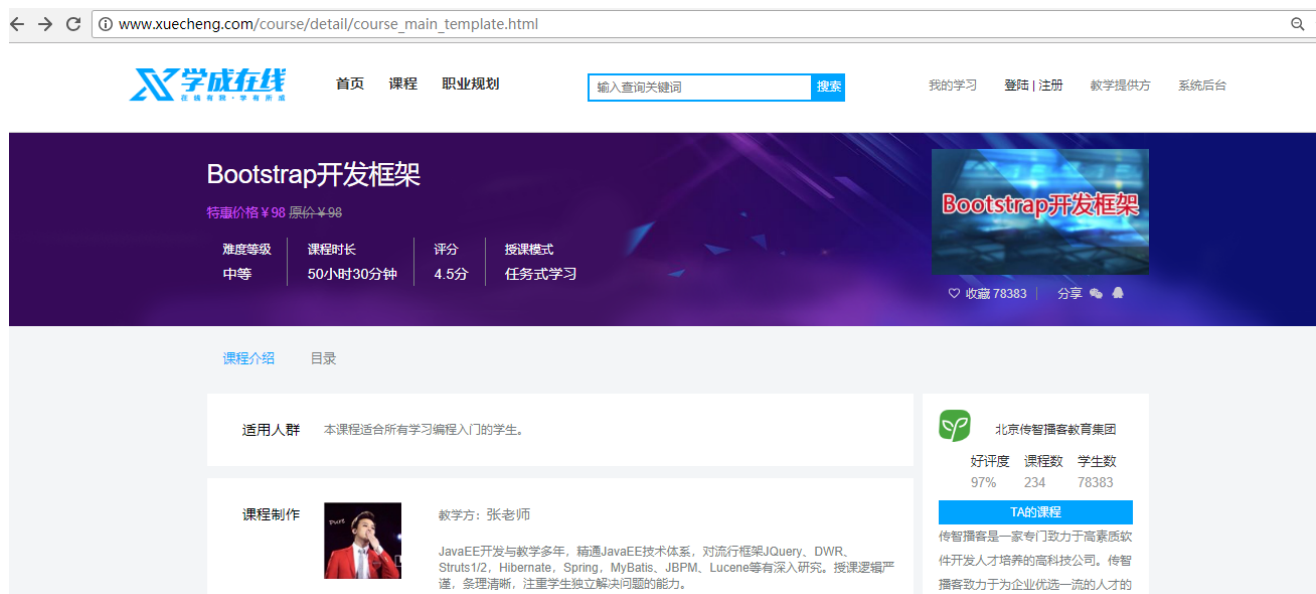 www.xuecheng.com/course/detail/course_main_template.html
学成在线
在线有师·学有所成
首页 课程 职业规划
输入查询关键词 搜索
我的学习 登陆 | 注册 教学提供方 系统后台
Bootstrap开发框架
特惠价格￥98 原价￥98
难度等级 课程时长 评分 授课模式
中等 50小时30分钟 4.5分 任务式学习
Bootstrap开发框架
收藏 78383 | 分享
课程介绍 目录
适用人群 本课程适合所有学习编程入门的学生。
课程制作
Purs
教学方：张老师
JavaEE开发与教学多年，精通JavaEE技术体系，对流行框架JQuery、DWR、
Struts1/2，Hibernate，Spring，MyBatis、JBPM、Lucene等有深入研究。授课逻辑严
谨，条理清晰，注重学生独立解决问题的能力。
北京传智播客教育集团
好评度 课程数 学生数
97% 234 78383
TA的课程
传智播客是一家专门致力于高素质软
件开发人才培养的高科技公司。传智
播客致力于为企业优选一流的人才的